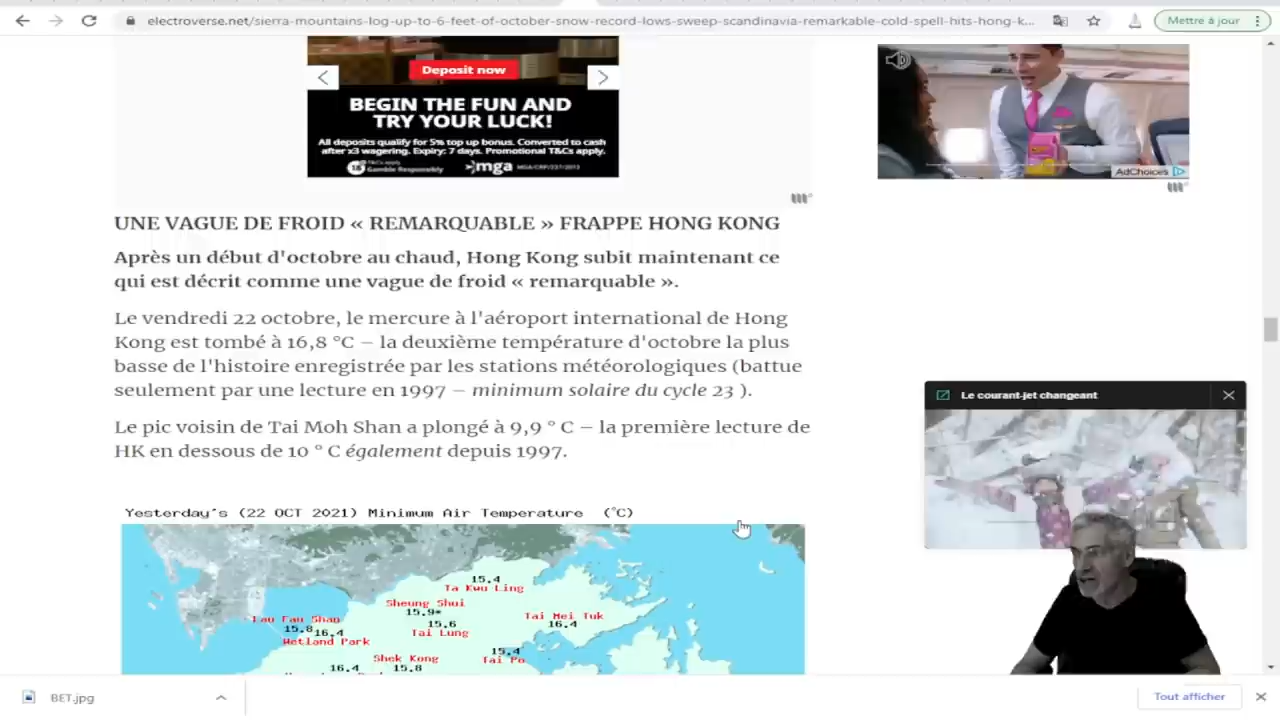 electroverse.net/sierra-mountains-log-up-to-6-feet-of-october-snow-record-lows-sweep-scandinavia-remarkable-cold-spell-hits-hong-k...
Mettre à jour
Deposit now
BEGIN THE FUN AND
TRY YOUR LUCK!
All deposits qualify for 5% top up bonus. Converted to cash
after x3 wagering. Expiry: 7 days. Promotional T&Cs apply.
18+
T&Cs apply
Gamble Responsibly
mga
AdChoices
UNE VAGUE DE FROID « REMARQUABLE » FRAPPE HONG KONG
Après un début d'octobre au chaud, Hong Kong subit maintenant ce
qui est décrit comme une vague de froid « remarquable ».
Le vendredi 22 octobre, le mercure à l'aéroport international de Hong
Kong est tombé à 16,8 °C – la deuxième température d'octobre la plus
basse de l'histoire enregistrée par les stations météorologiques (battue
seulement par une lecture en 1997 – minimum solaire du cycle 23 ).
Le pic voisin de Tai Moh Shan a plongé à 9,9 ° C – la première lecture de
HK en dessous de 10 ° C également depuis 1997.
Le courant-jet changeant
Yesterday's (22 OCT 2021) Minimum Air Temperature (°C)
15.4
Ta Kwu Ling
Sheung Shui
15.9*
Tai Mei Tuk
16.4
Lau Fau Shan
15.8
16.4
Wetland Park
15.6
Tai Lung
15.4
Tai Po
Shek Kong
15.8
16.4
BET.jpg
Tout afficher